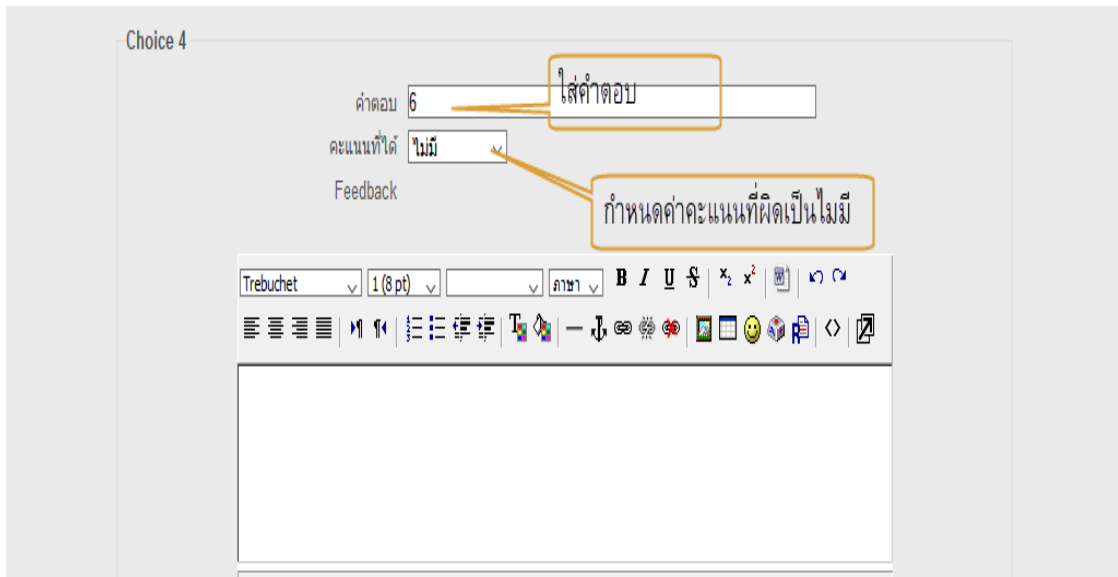 Choice 4
ใส่คำตอบ
คำตอบ 6
คะแนนที่ได้ ไม่มี
Feedback
กำหนดค่าคะแนนที่ผิดเป็นไมมี
Trebuchet 1 (8 pt) ภาษา B I U S x₂ x²